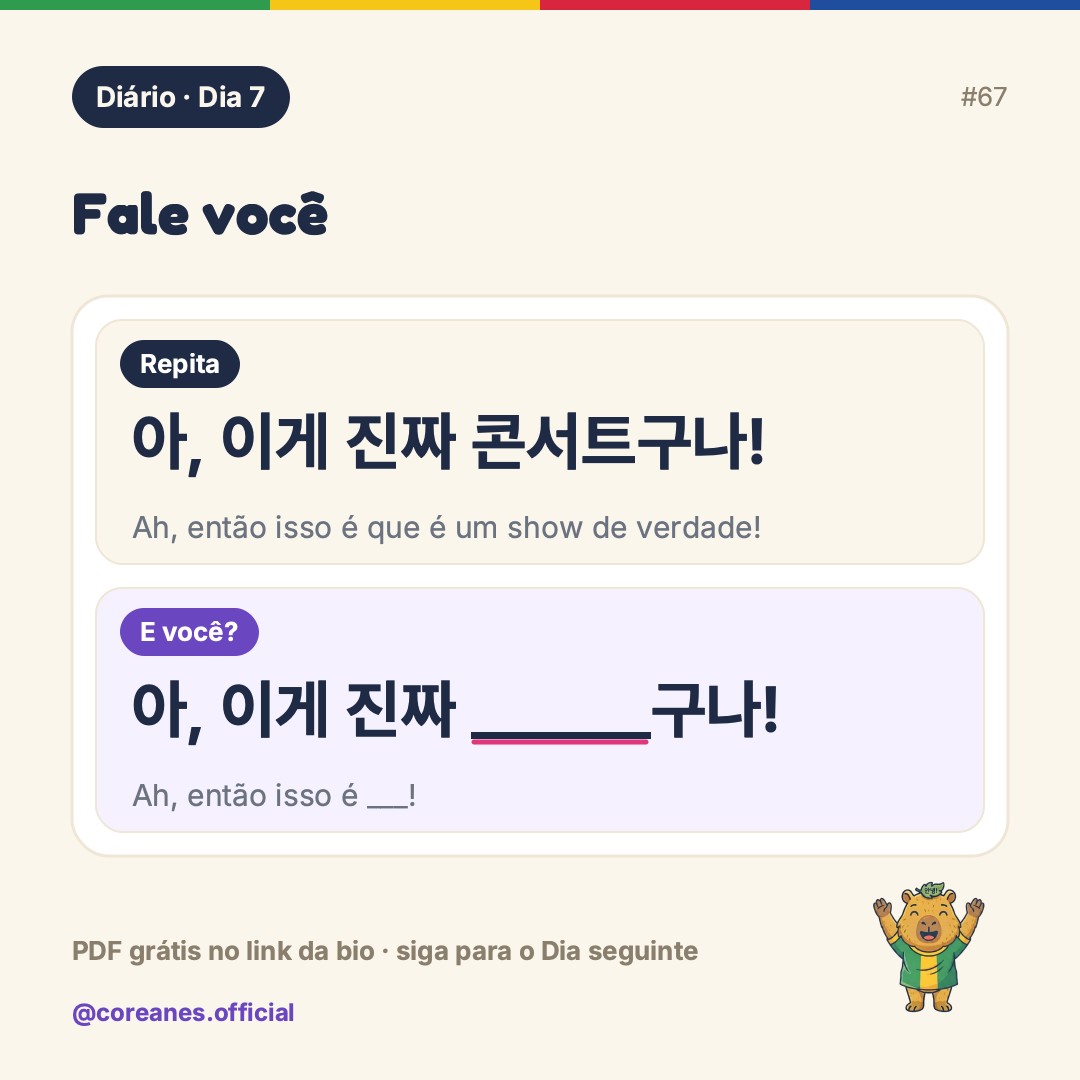 Diário · Dia 7
#67
Fale você
Repita
아, 이게 진짜 콘서트구나!
Ah, então isso é que é um show de verdade!
E você?
아, 이게 진짜 ______구나!
Ah, então isso é ___!
PDF grátis no link da bio · siga para o Dia seguinte
@coreanes.official